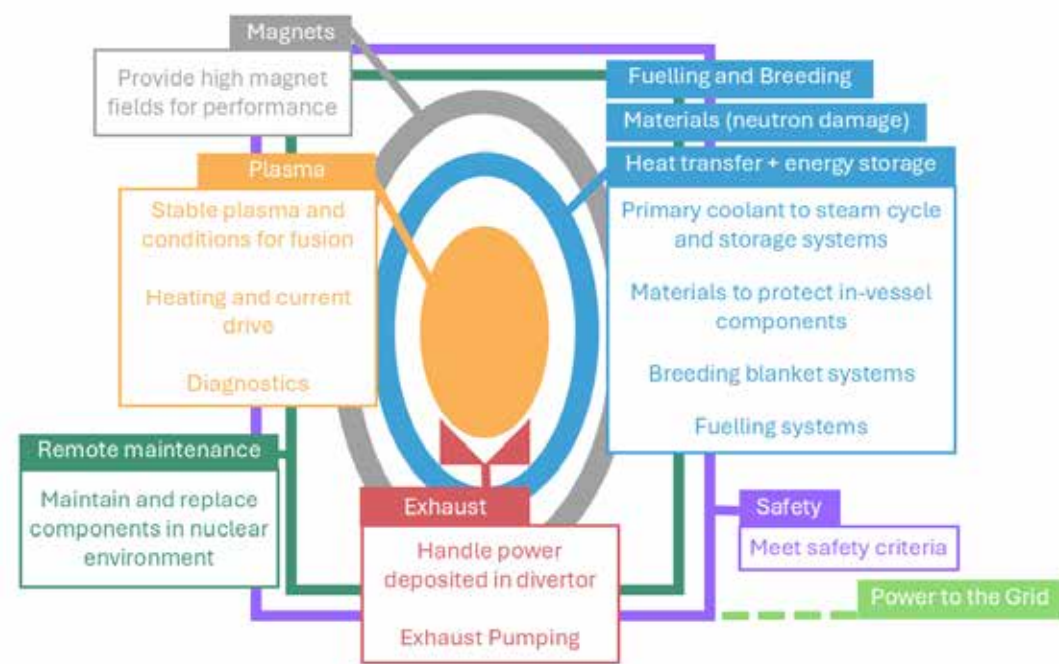 Magnets
Provide high magnet
fields for performance
Plasma
Stable plasma and
conditions for fusion
Heating and current
drive
Diagnostics
Remote maintenance
Maintain and replace
components in nuclear
environment
Exhaust
Handle power
deposited in divertor
Exhaust Pumping
Fuelling and Breeding
Materials (neutron damage)
Heat transfer + energy storage
Primary coolant to steam cycle
and storage systems
Materials to protect in-vessel
components
Breeding blanket systems
Fuelling systems
Safety
Meet safety criteria
Power to the Grid